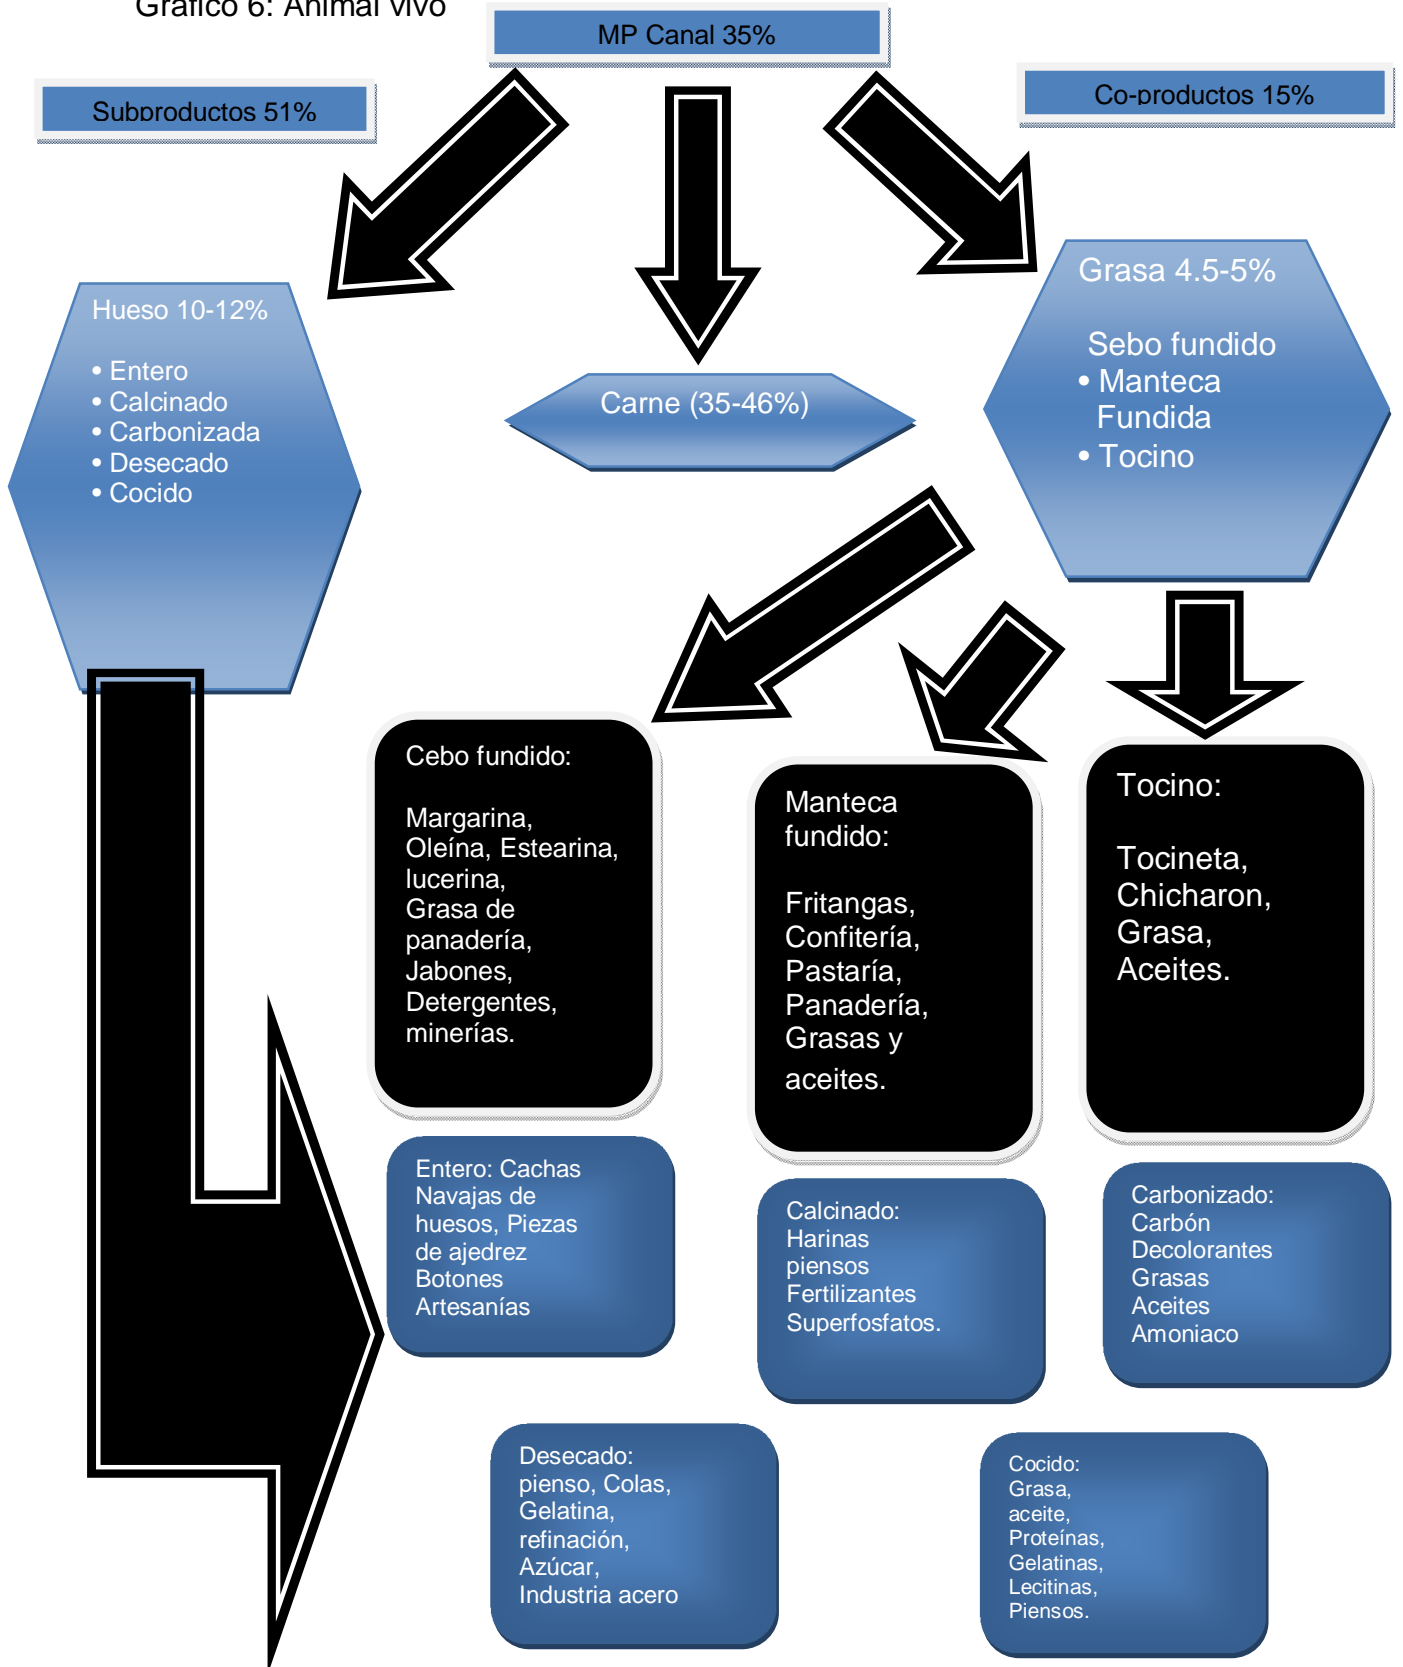 Gráfico 6: Animal vivo
MP Canal 35%
Subproductos 51%
Co-productos 15%
Hueso 10-12%
• Entero
• Calcinado
• Carbonizada
• Desecado
• Cocido
Carne (35-46%)
Grasa 4.5-5%
Sebo fundido
• Manteca
Fundida
• Tocino
Cebo fundido:
Margarina,
Oleína, Estearina,
lucerina,
Grasa de
panadería,
Jabones,
Detergentes,
minerías.
Manteca
fundido:
Fritangas,
Confitería,
Pastaría,
Panadería,
Grasas y
aceites.
Tocino:
Tocineta,
Chicharon,
Grasa,
Aceites.
Entero: Cachas
Navajas de
huesos, Piezas
de ajedrez
Botones
Artesanías
Calcinado:
Harinas
piensos
Fertilizantes
Superfosfatos.
Carbonizado:
Carbón
Decolorantes
Grasas
Aceites
Amoniaco
Desecado:
pienso, Colas,
Gelatina,
refinación,
Azúcar,
Industria acero
Cocido:
Grasa,
aceite,
Proteínas,
Gelatinas,
Lecitinas,
Piensos.